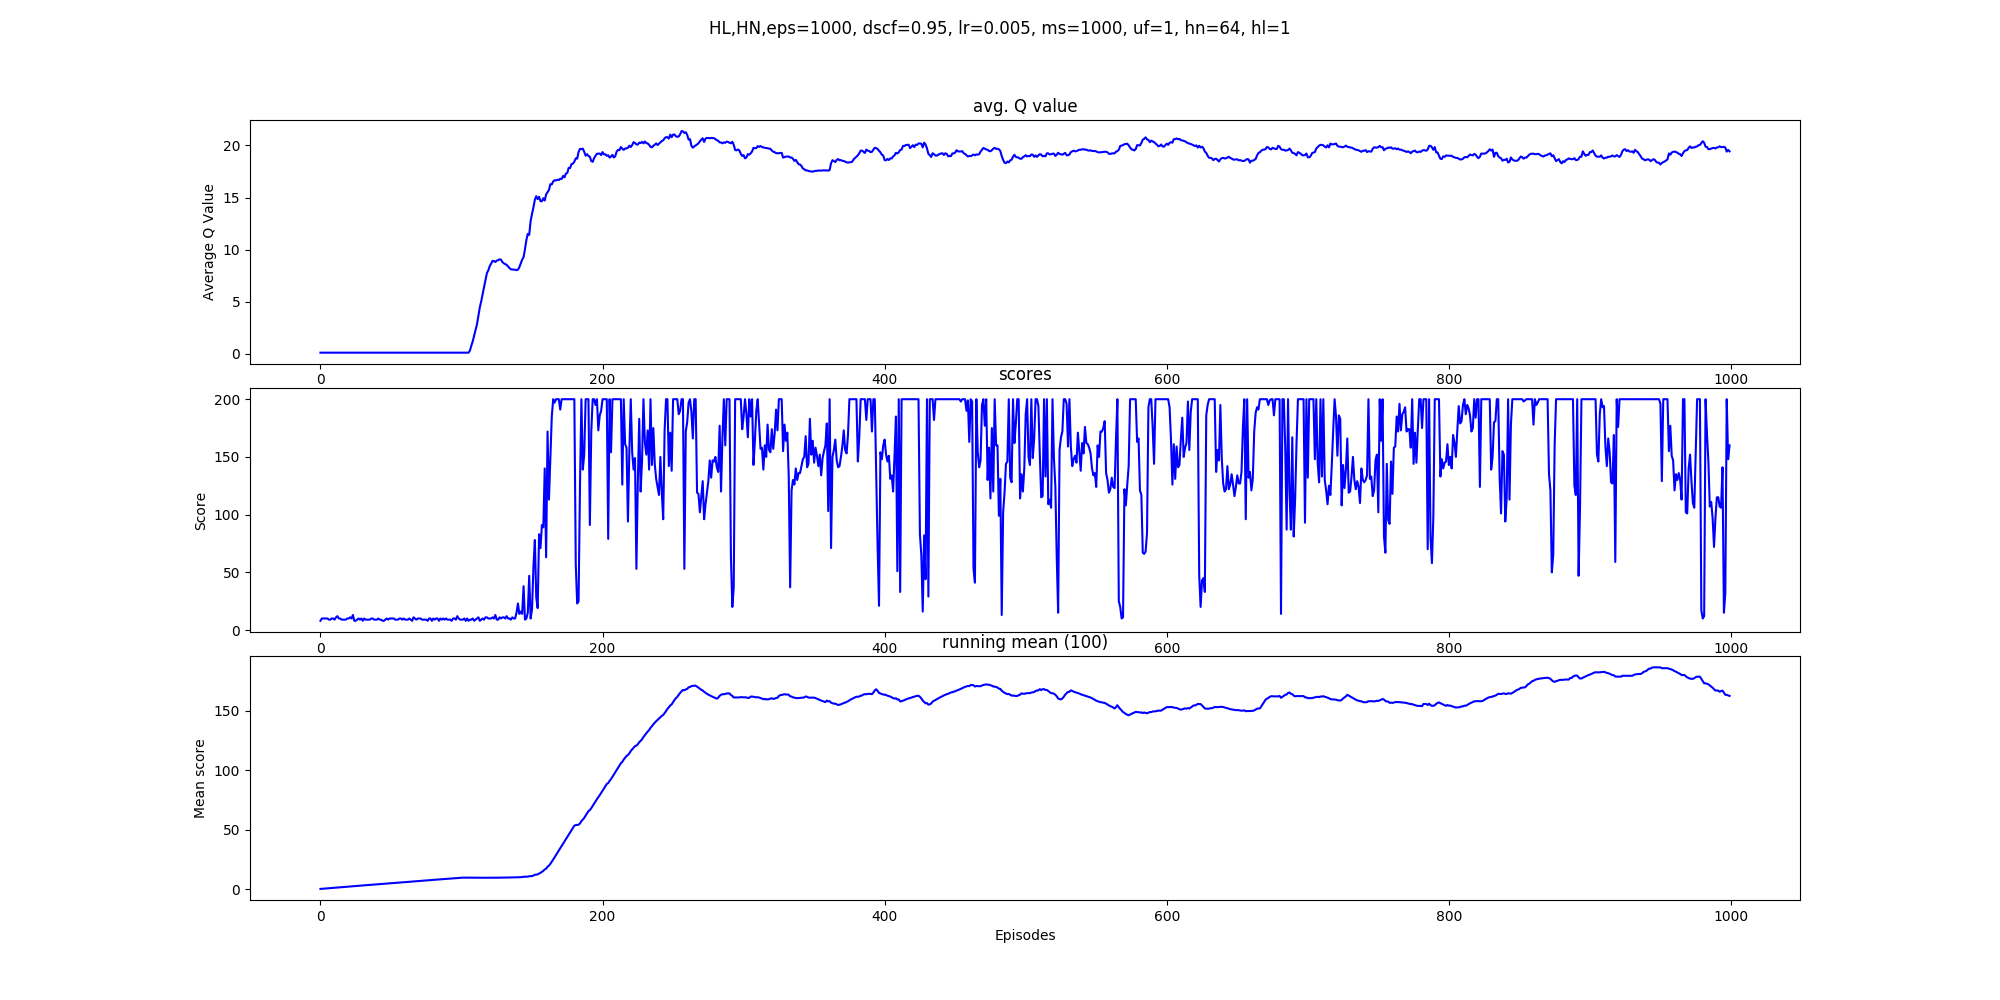 HL,HN,eps=1000, dscf=0.95, lr=0.005, ms=1000, uf=1, hn=64, hl=1
avg. Q value
Average Q Value
20
15
10
5
0
0 200 400 600 800 1000
scores
Score
200
150
100
50
0
0 200 400 600 800 1000
running mean (100)
Mean score
150
100
50
0
0 200 400 600 800 1000
Episodes